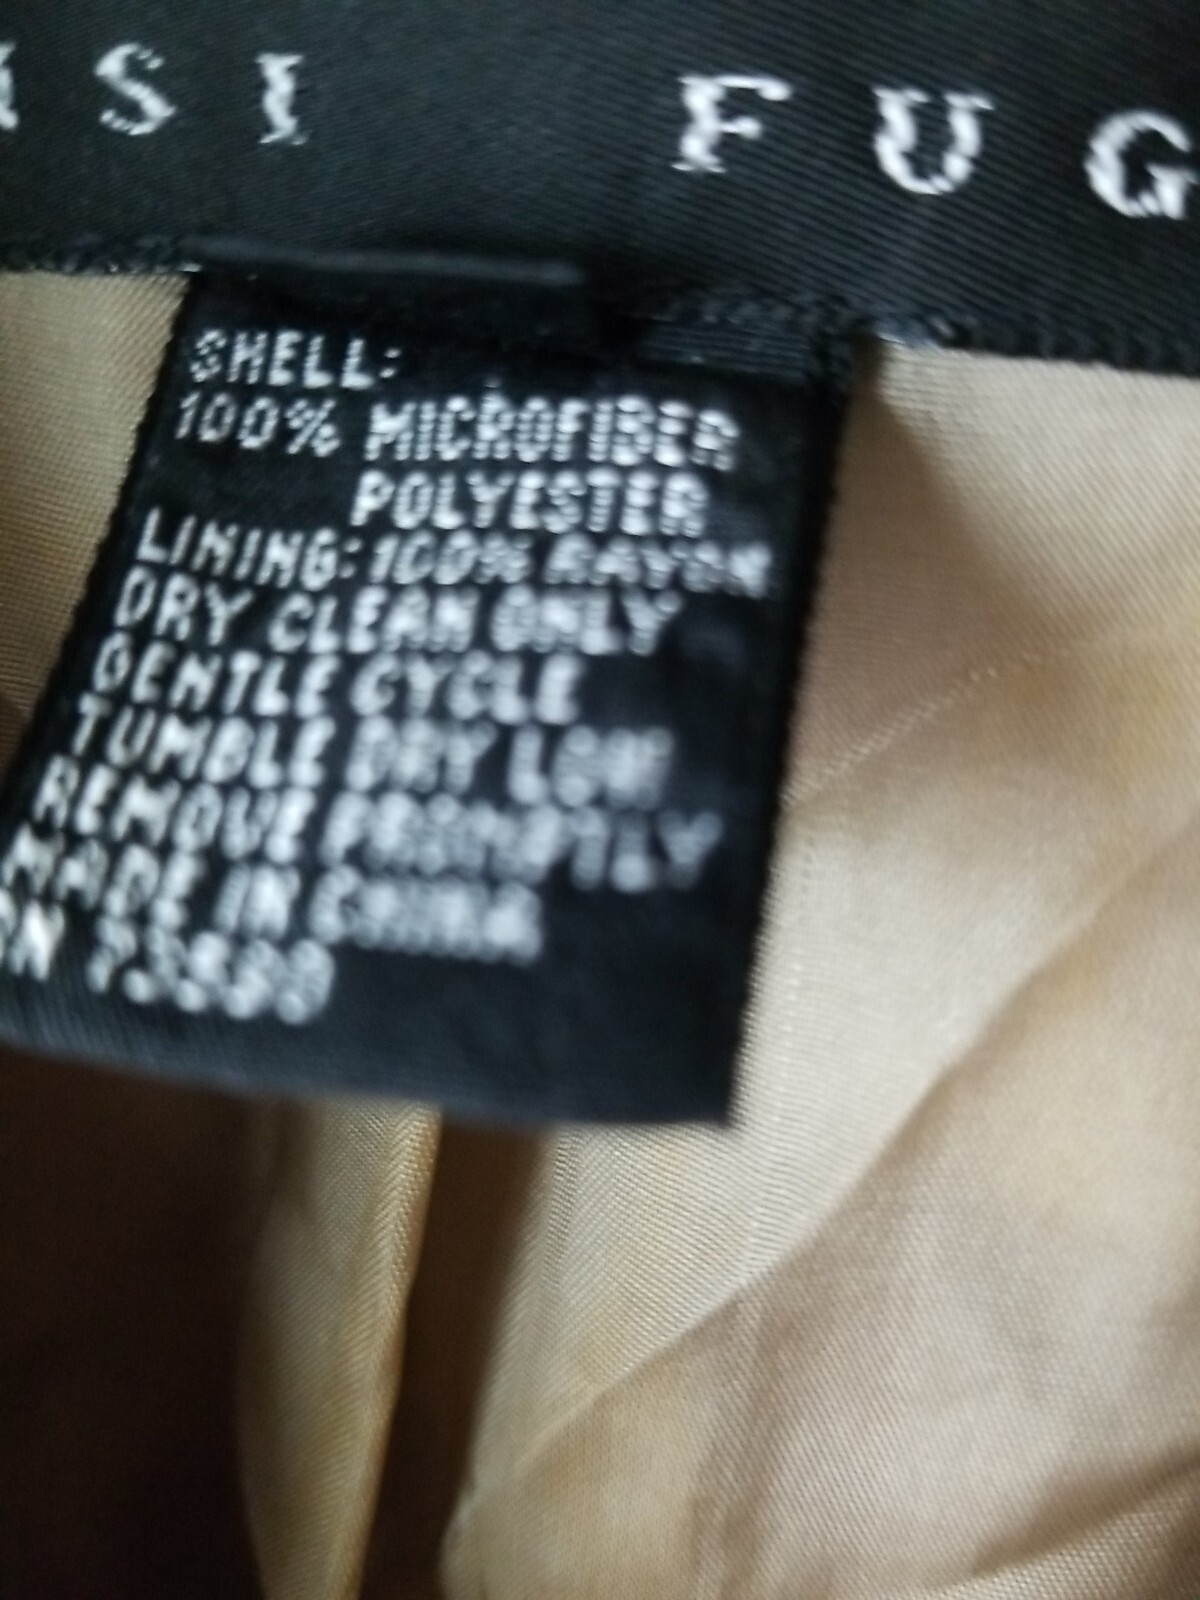 SI FUG
SHELL:
100% MICROFIBER
POLYESTER
LINING: 100% RAYON
DRY CLEAN ONLY
GENTLE CYCLE
TUMBLE DRY LOW
REMOVE PROMPTLY
MADE IN CHINA